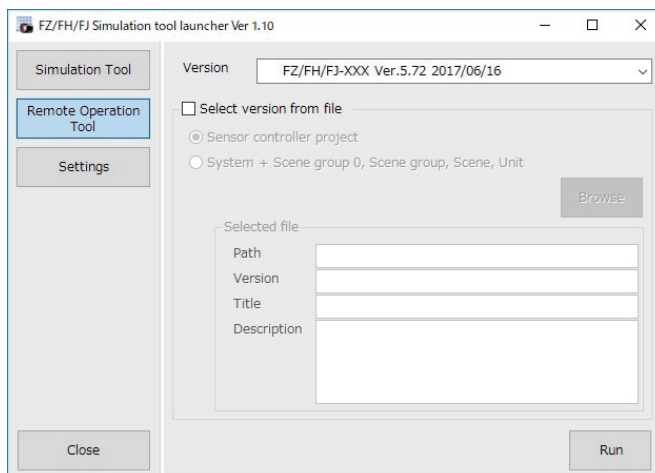 FZ/FH/FJ Simulation tool launcher Ver 1.10
Simulation Tool
Remote Operation
Tool
Settings
Close
Version
FZ/FH/FJ-XXX Ver.5.72 2017/06/16
Select version from file
Sensor controller project
System + Scene group 0, Scene group, Scene, Unit
Browse
Selected file
Path
Version
Title
Description
Run